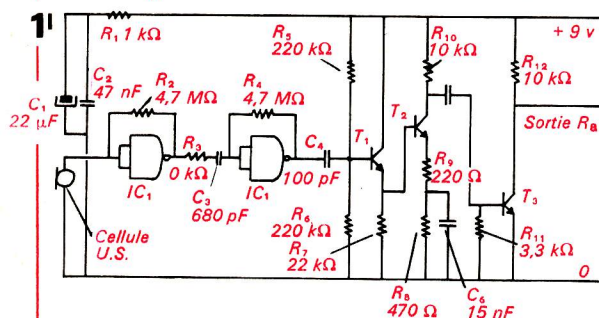 1
+ 9 v
R1 1 kΩ
C2
47 nF
C1
22 µF
R2
4,7 MΩ
R3
0 kΩ
IC1
C3
680 pF
R4
4,7 MΩ
IC1
C4
100 pF
Cellule
U.S.
R5
220 kΩ
T1
R6
220 kΩ
R7
22 kΩ
R10
10 kΩ
T2
R9
220 Ω
R8
470 Ω
C6
15 nF
R12
10 kΩ
Sortie Ra
T3
R11
3,3 kΩ
0